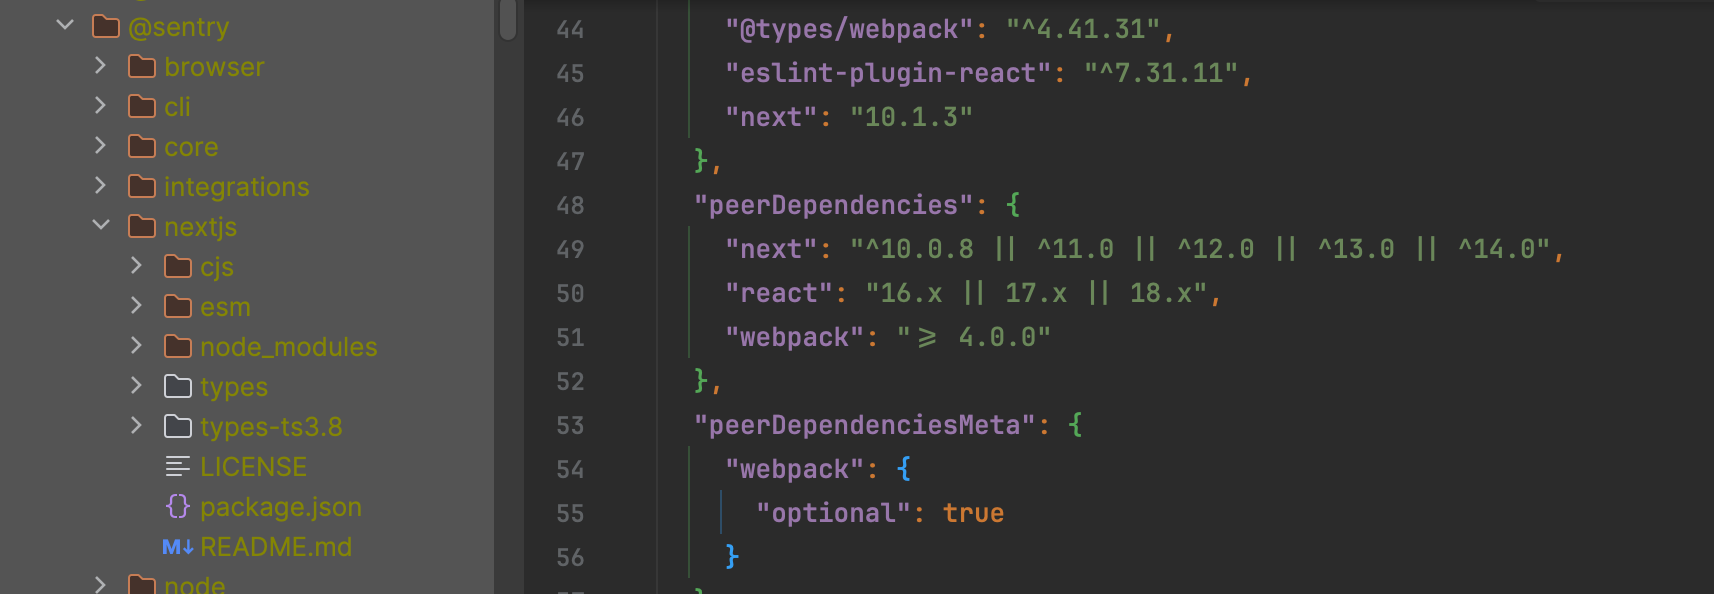 @sentry
browser
cli
core
integrations
nextjs
cjs
esm
node_modules
types
types-ts3.8
LICENSE
package.json
M↓ README.md
node
44 "@types/webpack": "^4.41.31",
45 "eslint-plugin-react": "^7.31.11",
46 "next": "10.1.3"
47 },
48 "peerDependencies": {
49 "next": "^10.0.8 || ^11.0 || ^12.0 || ^13.0 || ^14.0",
50 "react": "16.x || 17.x || 18.x",
51 "webpack": ">= 4.0.0"
52 },
53 "peerDependenciesMeta": {
54 "webpack": {
55 "optional": true
56 }